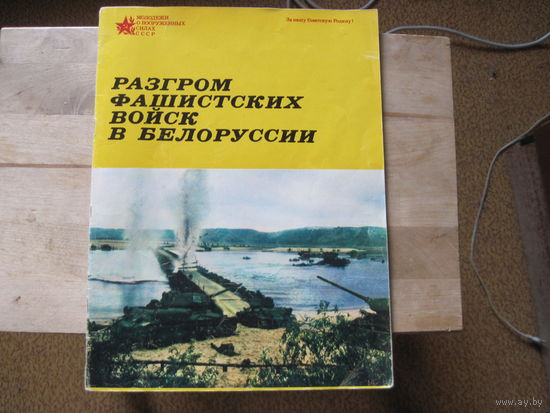 МОЛОДЕЖИ
О ВООРУЖЕННЫХ
СИЛАХ
СССР
За нашу Советскую Родину!
РАЗГРОМ
ФАШИСТСКИХ
ВОЙСК
В БЕЛОРУССИИ
www.ay.by